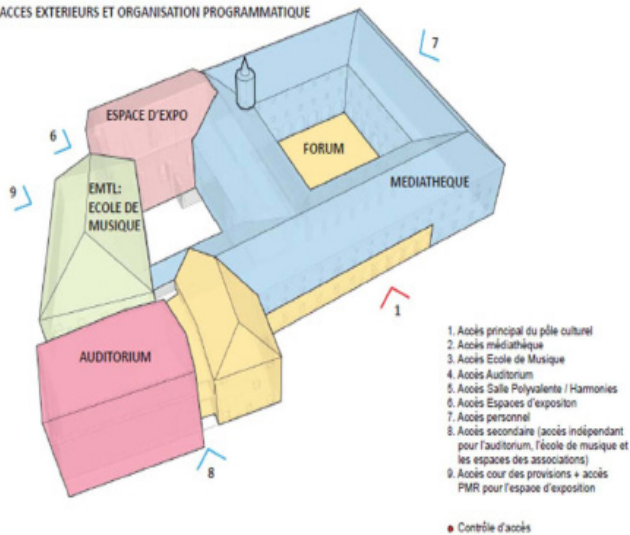 ACCES EXTERIEURS ET ORGANISATION PROGRAMMATIQUE
7
ESPACE D'EXPO
6
FORUM
9
EMTL:
ECOLE DE
MUSIQUE
MEDIATHEQUE
1
AUDITORIUM
8
1. Accès principal du pôle culturel
2. Accès médiathèque
3. Accès Ecole de Musique
4. Accès Auditorium
5. Accès Salle Polyvalente / Harmonies
6. Accès Espaces d'expositon
7. Accès personnel
8. Accès secondaire (accès indépendant
pour l'auditorium, l'école de musique et
les espaces des associations)
9. Accès cour des provisions + accès
PMR pour l'espace d'exposition
Contrôle d'accès